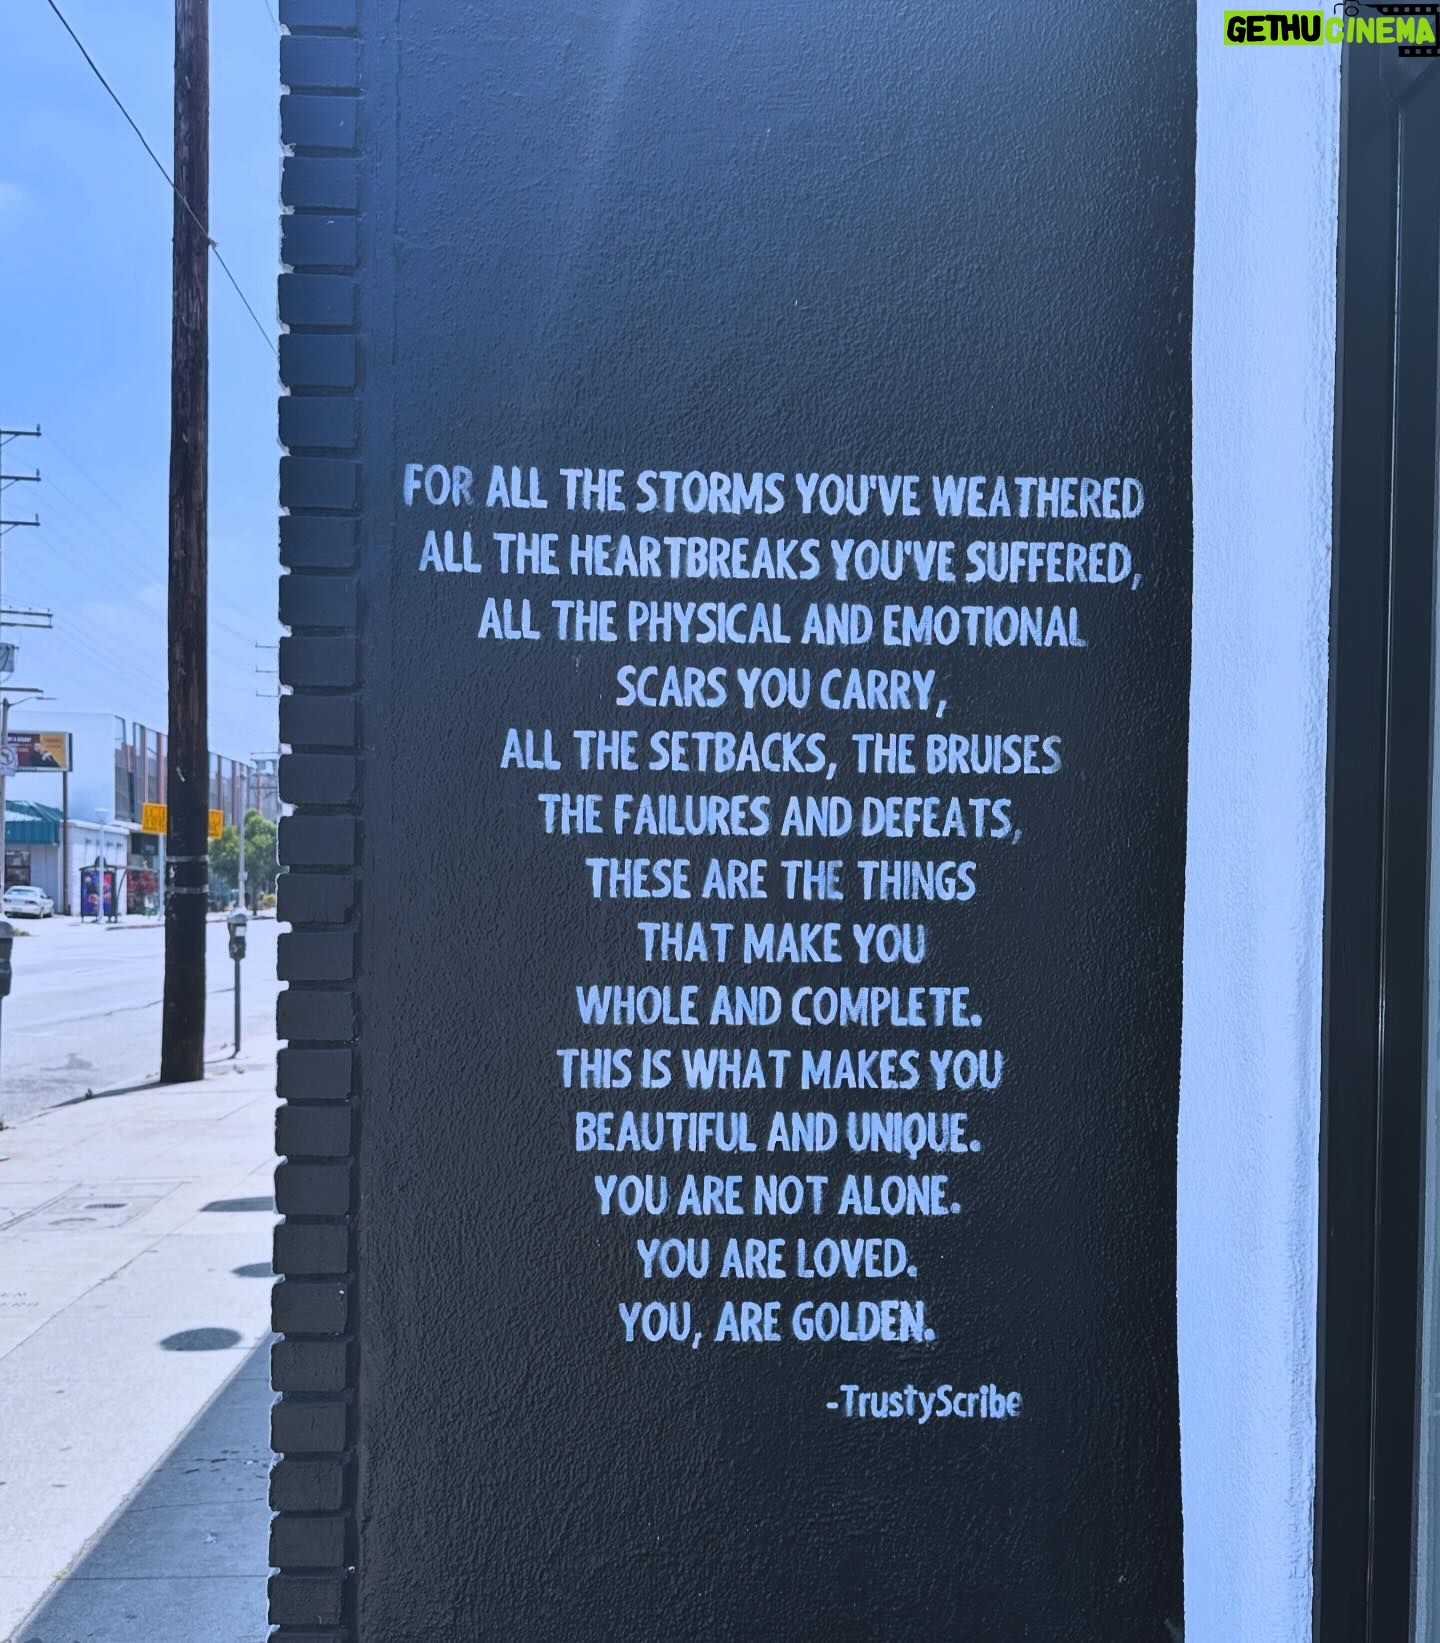 GETHUCINEMA
FOR ALL THE STORMS YOU'VE WEATHERED
ALL THE HEARTBREAKS YOU'VE SUFFERED,
ALL THE PHYSICAL AND EMOTIONAL
SCARS YOU CARRY,
ALL THE SETBACKS, THE BRUISES
THE FAILURES AND DEFEATS,
THESE ARE THE THINGS
THAT MAKE YOU
WHOLE AND COMPLETE.
THIS IS WHAT MAKES YOU
BEAUTIFUL AND UNIQUE.
YOU ARE NOT ALONE.
YOU ARE LOVED.
YOU, ARE GOLDEN.
-TrustyScribe